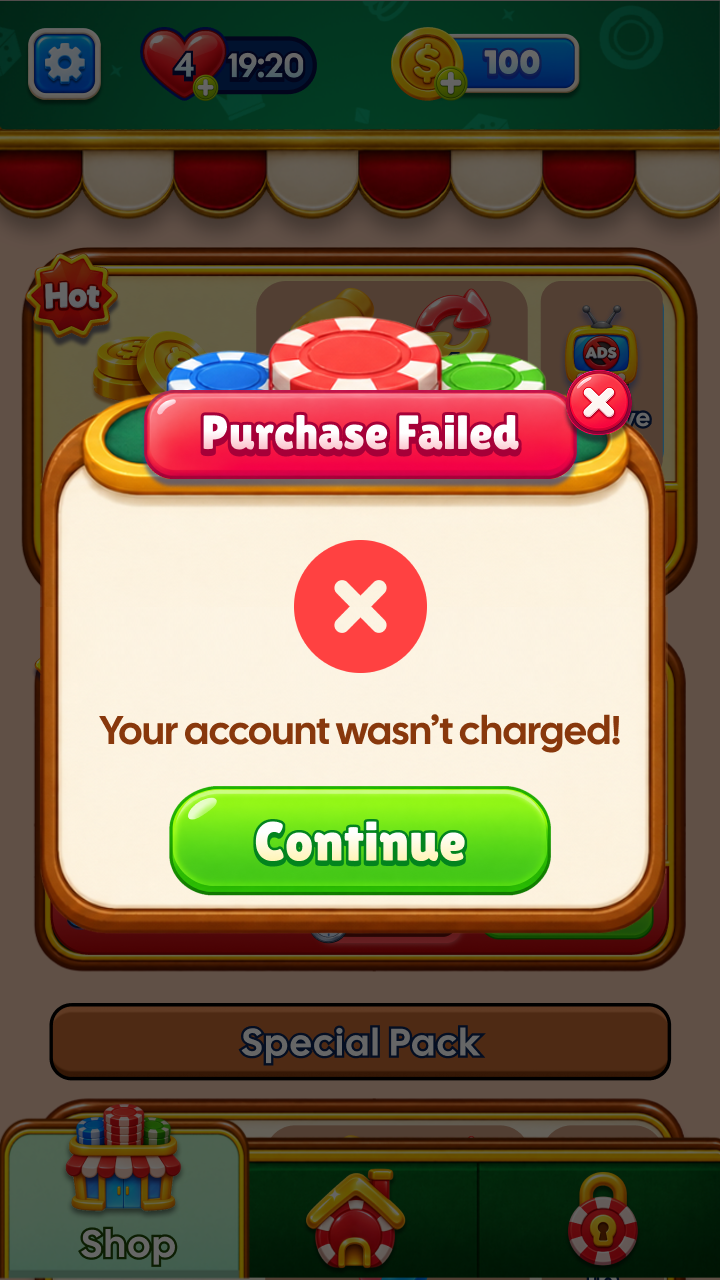 4
19:20
100
Hot
ADS
Purchase Failed
Your account wasn't charged!
Continue
Special Pack
Shop